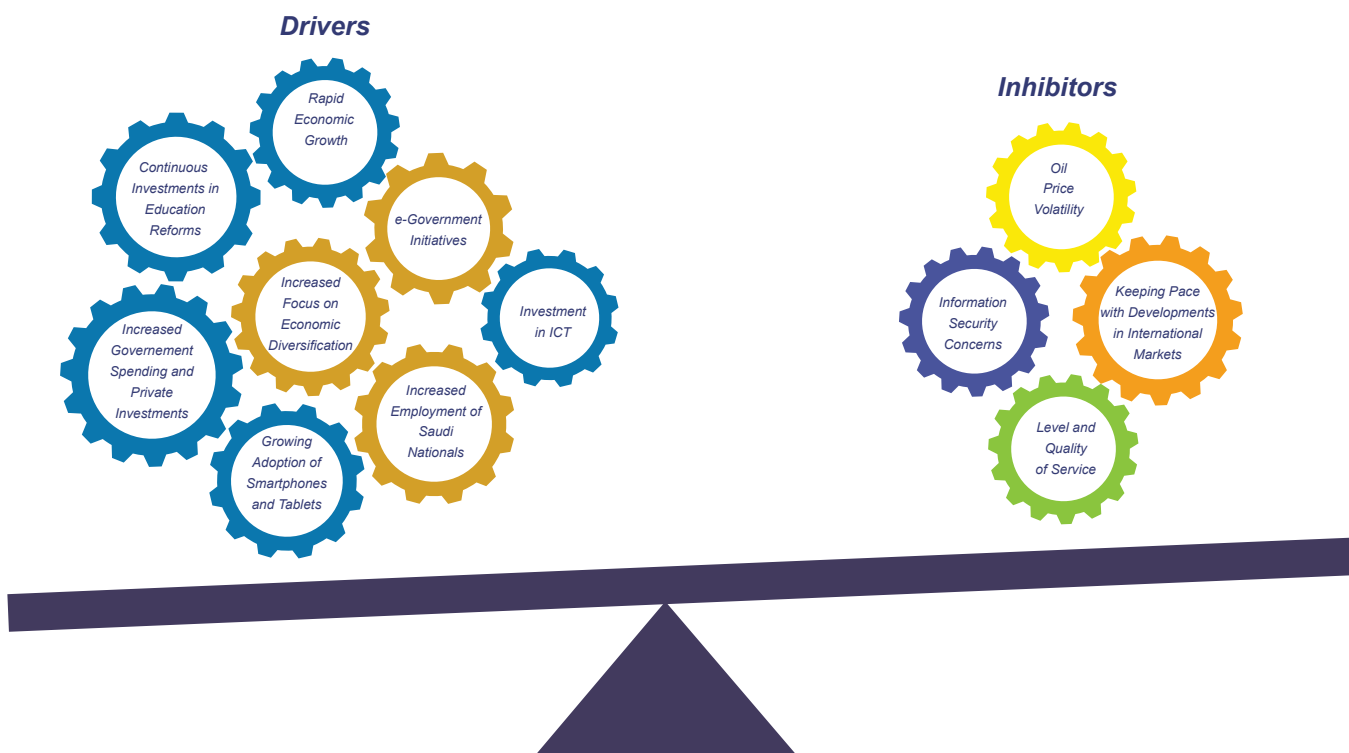 Drivers
Rapid
Economic
Growth
Continuous
Investments in
Education
Reforms
e-Government
Initiatives
Increased
Focus on
Economic
Diversification
Investment
in ICT
Increased
Governement
Spending and
Private
Investments
Increased
Employment of
Saudi
Nationals
Growing
Adoption of
Smartphones
and Tablets
Inhibitors
Oil
Price
Volatility
Information
Security
Concerns
Keeping Pace
with Developments
in International
Markets
Level and
Quality
of Service